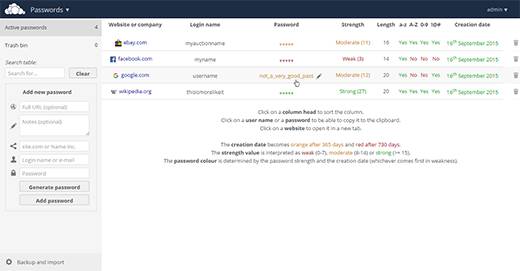 Passwords ▾
admin ▾
Active passwords 4
Trash bin 0
Search table:
Search for... Clear
Add new password
Full URL (optional)
Notes (optional)
site.com or %name inc.
Login name or e-mail
Password
Generate password
Add password
Backup and import
Website or company Login name Password Strength Length a-z A-Z 0-9 !@# Creation date
ebay.com myauctionname ***** Moderate (11) 16 Yes Yes Yes Yes 16th September 2015
facebook.com myname ***** Weak (3) 14 Yes No No No 16th September 2015
google.com username not_a_very_good_pass Moderate (12) 20 Yes No No Yes 16th September 2015
wikipedia.org ***** Strong (27) 20 Yes Yes Yes Yes 16th September 2015
Click on a column head to sort the column.
Click on a user name or a password to be able to copy it to the clipboard.
Click on a website to open it in a new tab.
The creation date becomes orange after 365 days and red after 730 days.
The strength value is interpreted as weak (0-7), moderate (8-14) or strong (>= 15).
The password colour is determined by the password strength and the creation date (whichever comes first in weakness).